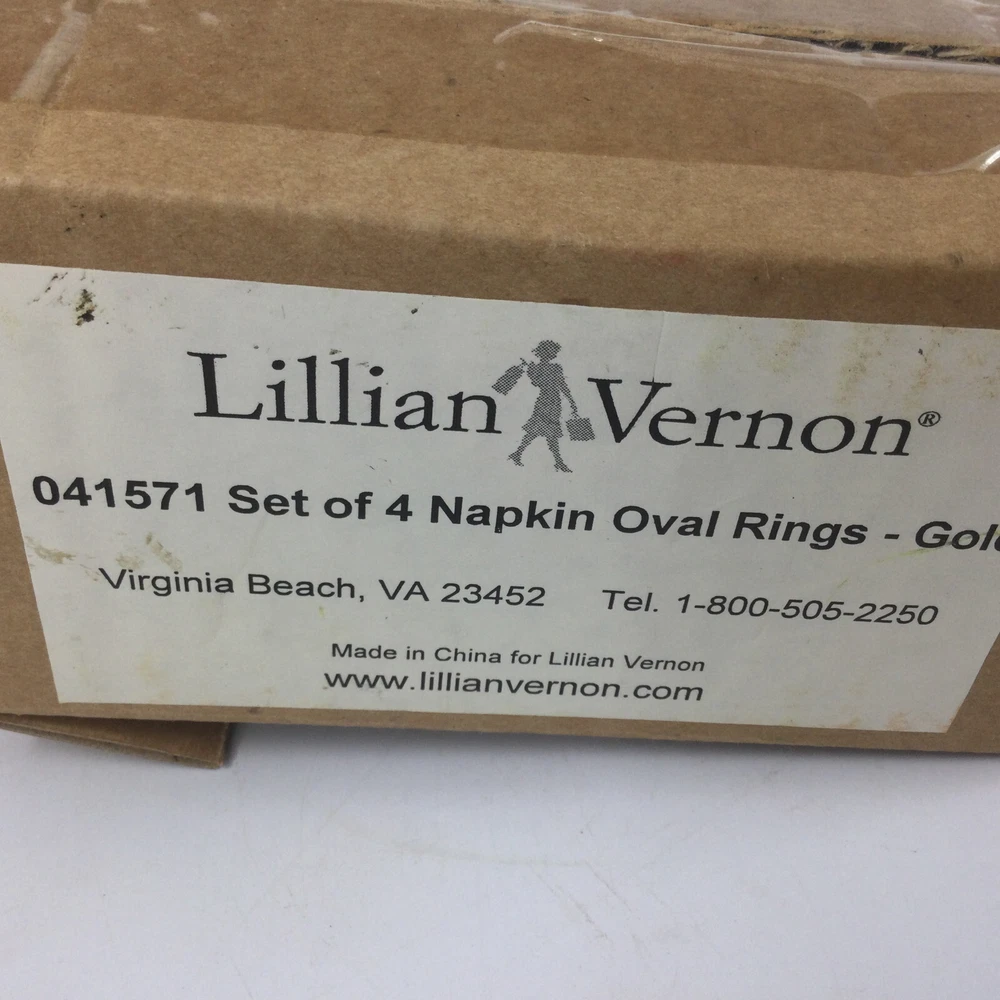 Lillian Vernon®
041571 Set of 4 Napkin Oval Rings - Gol
Virginia Beach, VA 23452 Tel. 1-800-505-2250
Made in China for Lillian Vernon
www.lillianvernon.com